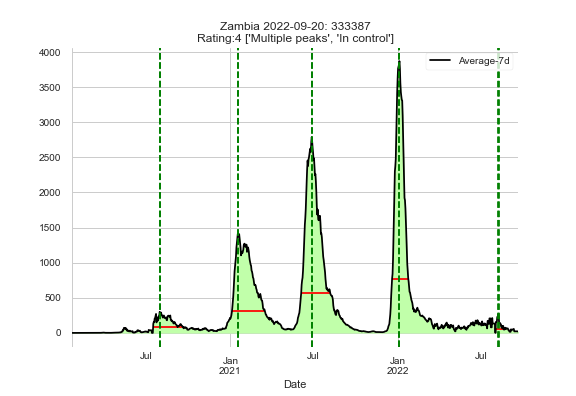 Zambia 2022-09-20: 333387
Rating:4 ['Multiple peaks', 'In control']
Average-7d
4000
3500
3000
2500
2000
1500
1000
500
0
Jul
Jan
2021
Jul
Jan
2022
Jul
Date